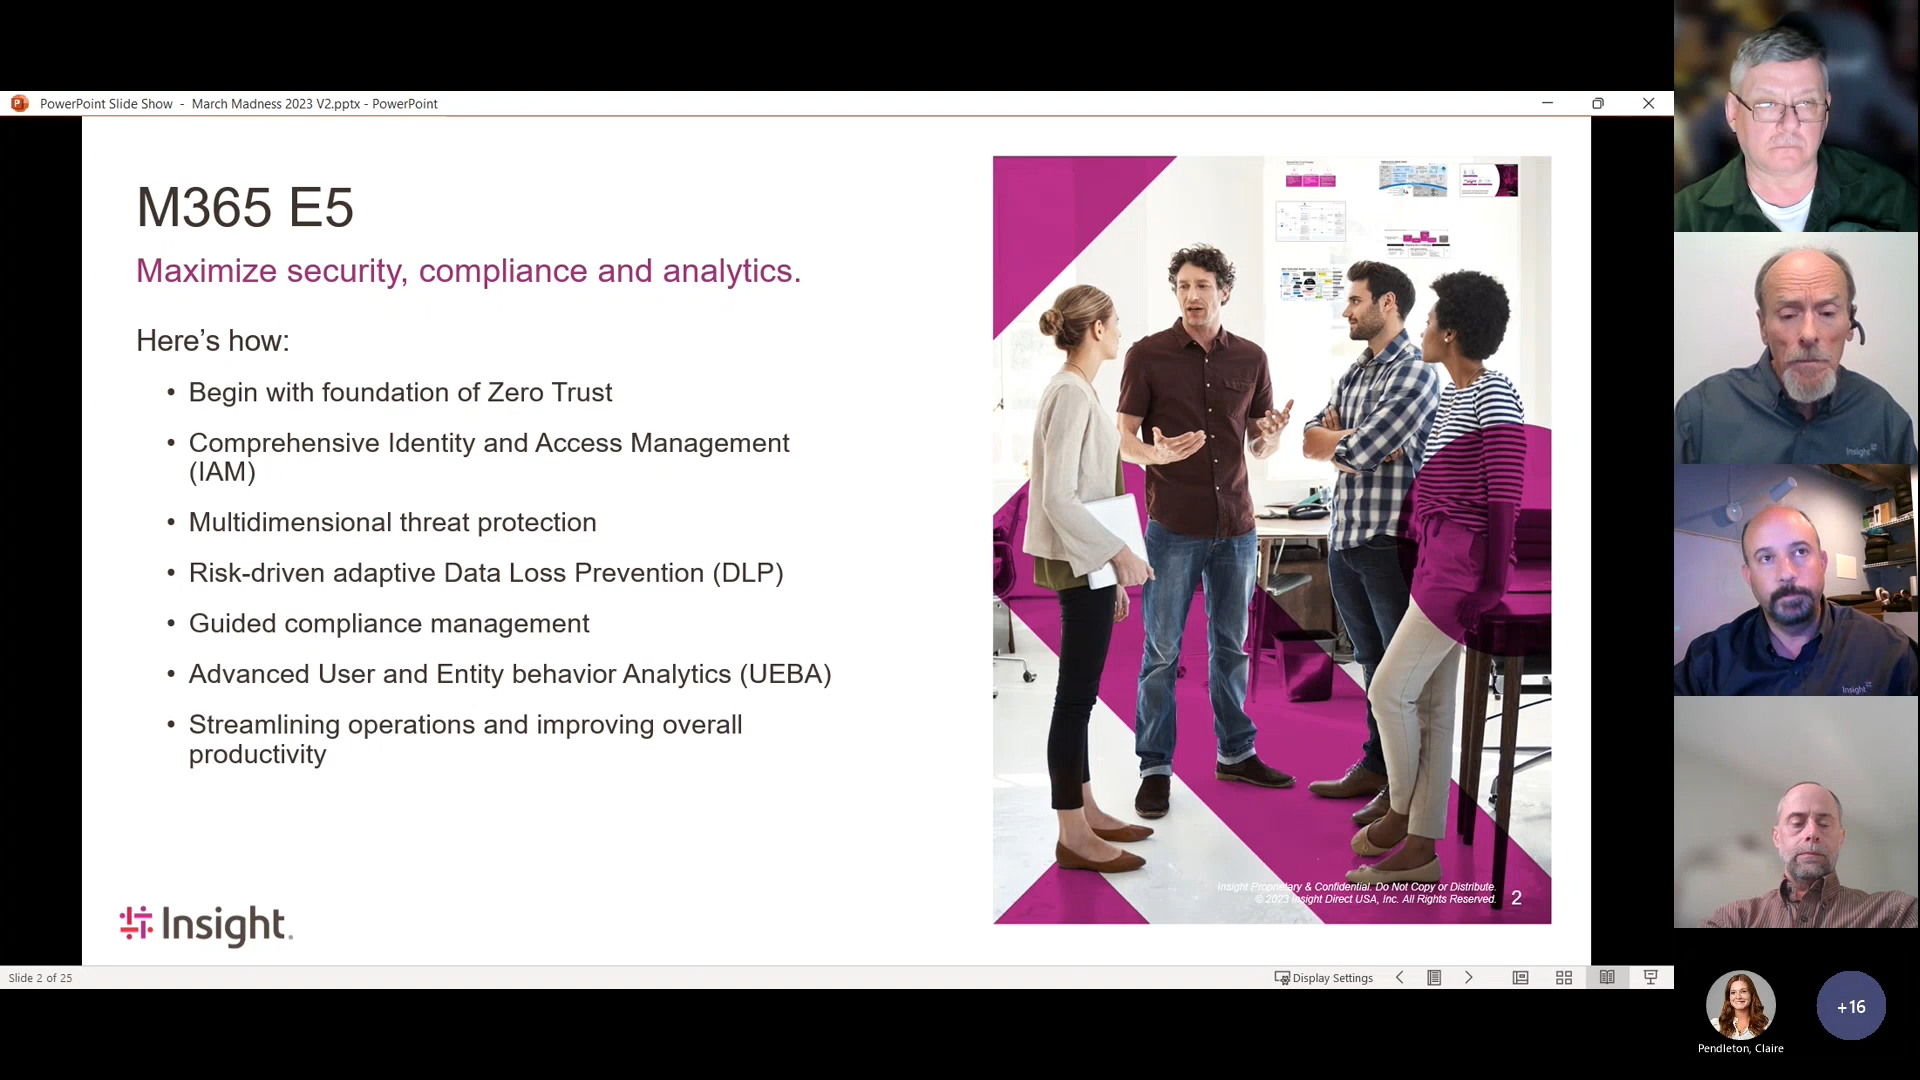 PowerPoint Slide Show - March Madness 2023 V2.pptx - PowerPoint
M365 E5
Maximize security, compliance and analytics.
Here’s how:
• Begin with foundation of Zero Trust
• Comprehensive Identity and Access Management
(IAM)
• Multidimensional threat protection
• Risk-driven adaptive Data Loss Prevention (DLP)
• Guided compliance management
• Advanced User and Entity behavior Analytics (UEBA)
• Streamlining operations and improving overall
productivity
Insight Proprietary & Confidential. Do Not Copy or Distribute.
© 2023 Insight Direct USA, Inc. All Rights Reserved.
2
Insight.
Slide 2 of 25
Display Settings
Insight
Insight
+16
Pendleton, Claire